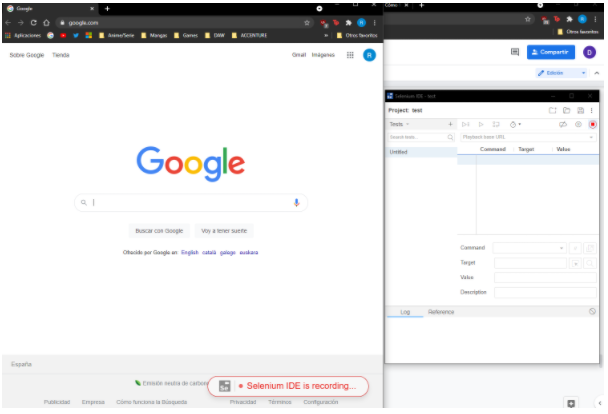 Google
google.com
Aplicaciones
Anime/Serie
Mangas
Games
DAW
ACCENTURE
Otros favoritos
Sobre Google Tienda
Gmail Imágenes
R
Google
Buscar con Google
Voy a tener suerte
Ofrecido por Google en: English català galego euskara
España
Emisión neutra de carbono
Selenium IDE is recording...
Publicidad Empresa Cómo funciona la Búsqueda
Privacidad Términos Configuración
Cómo
Otros favoritos
Compartir
D
Edición
Selenium IDE - test
Project: test
Tests
Search tests...
Playback base URL
Untitled
Command Target Value
Command
Target
Value
Description
Log Reference